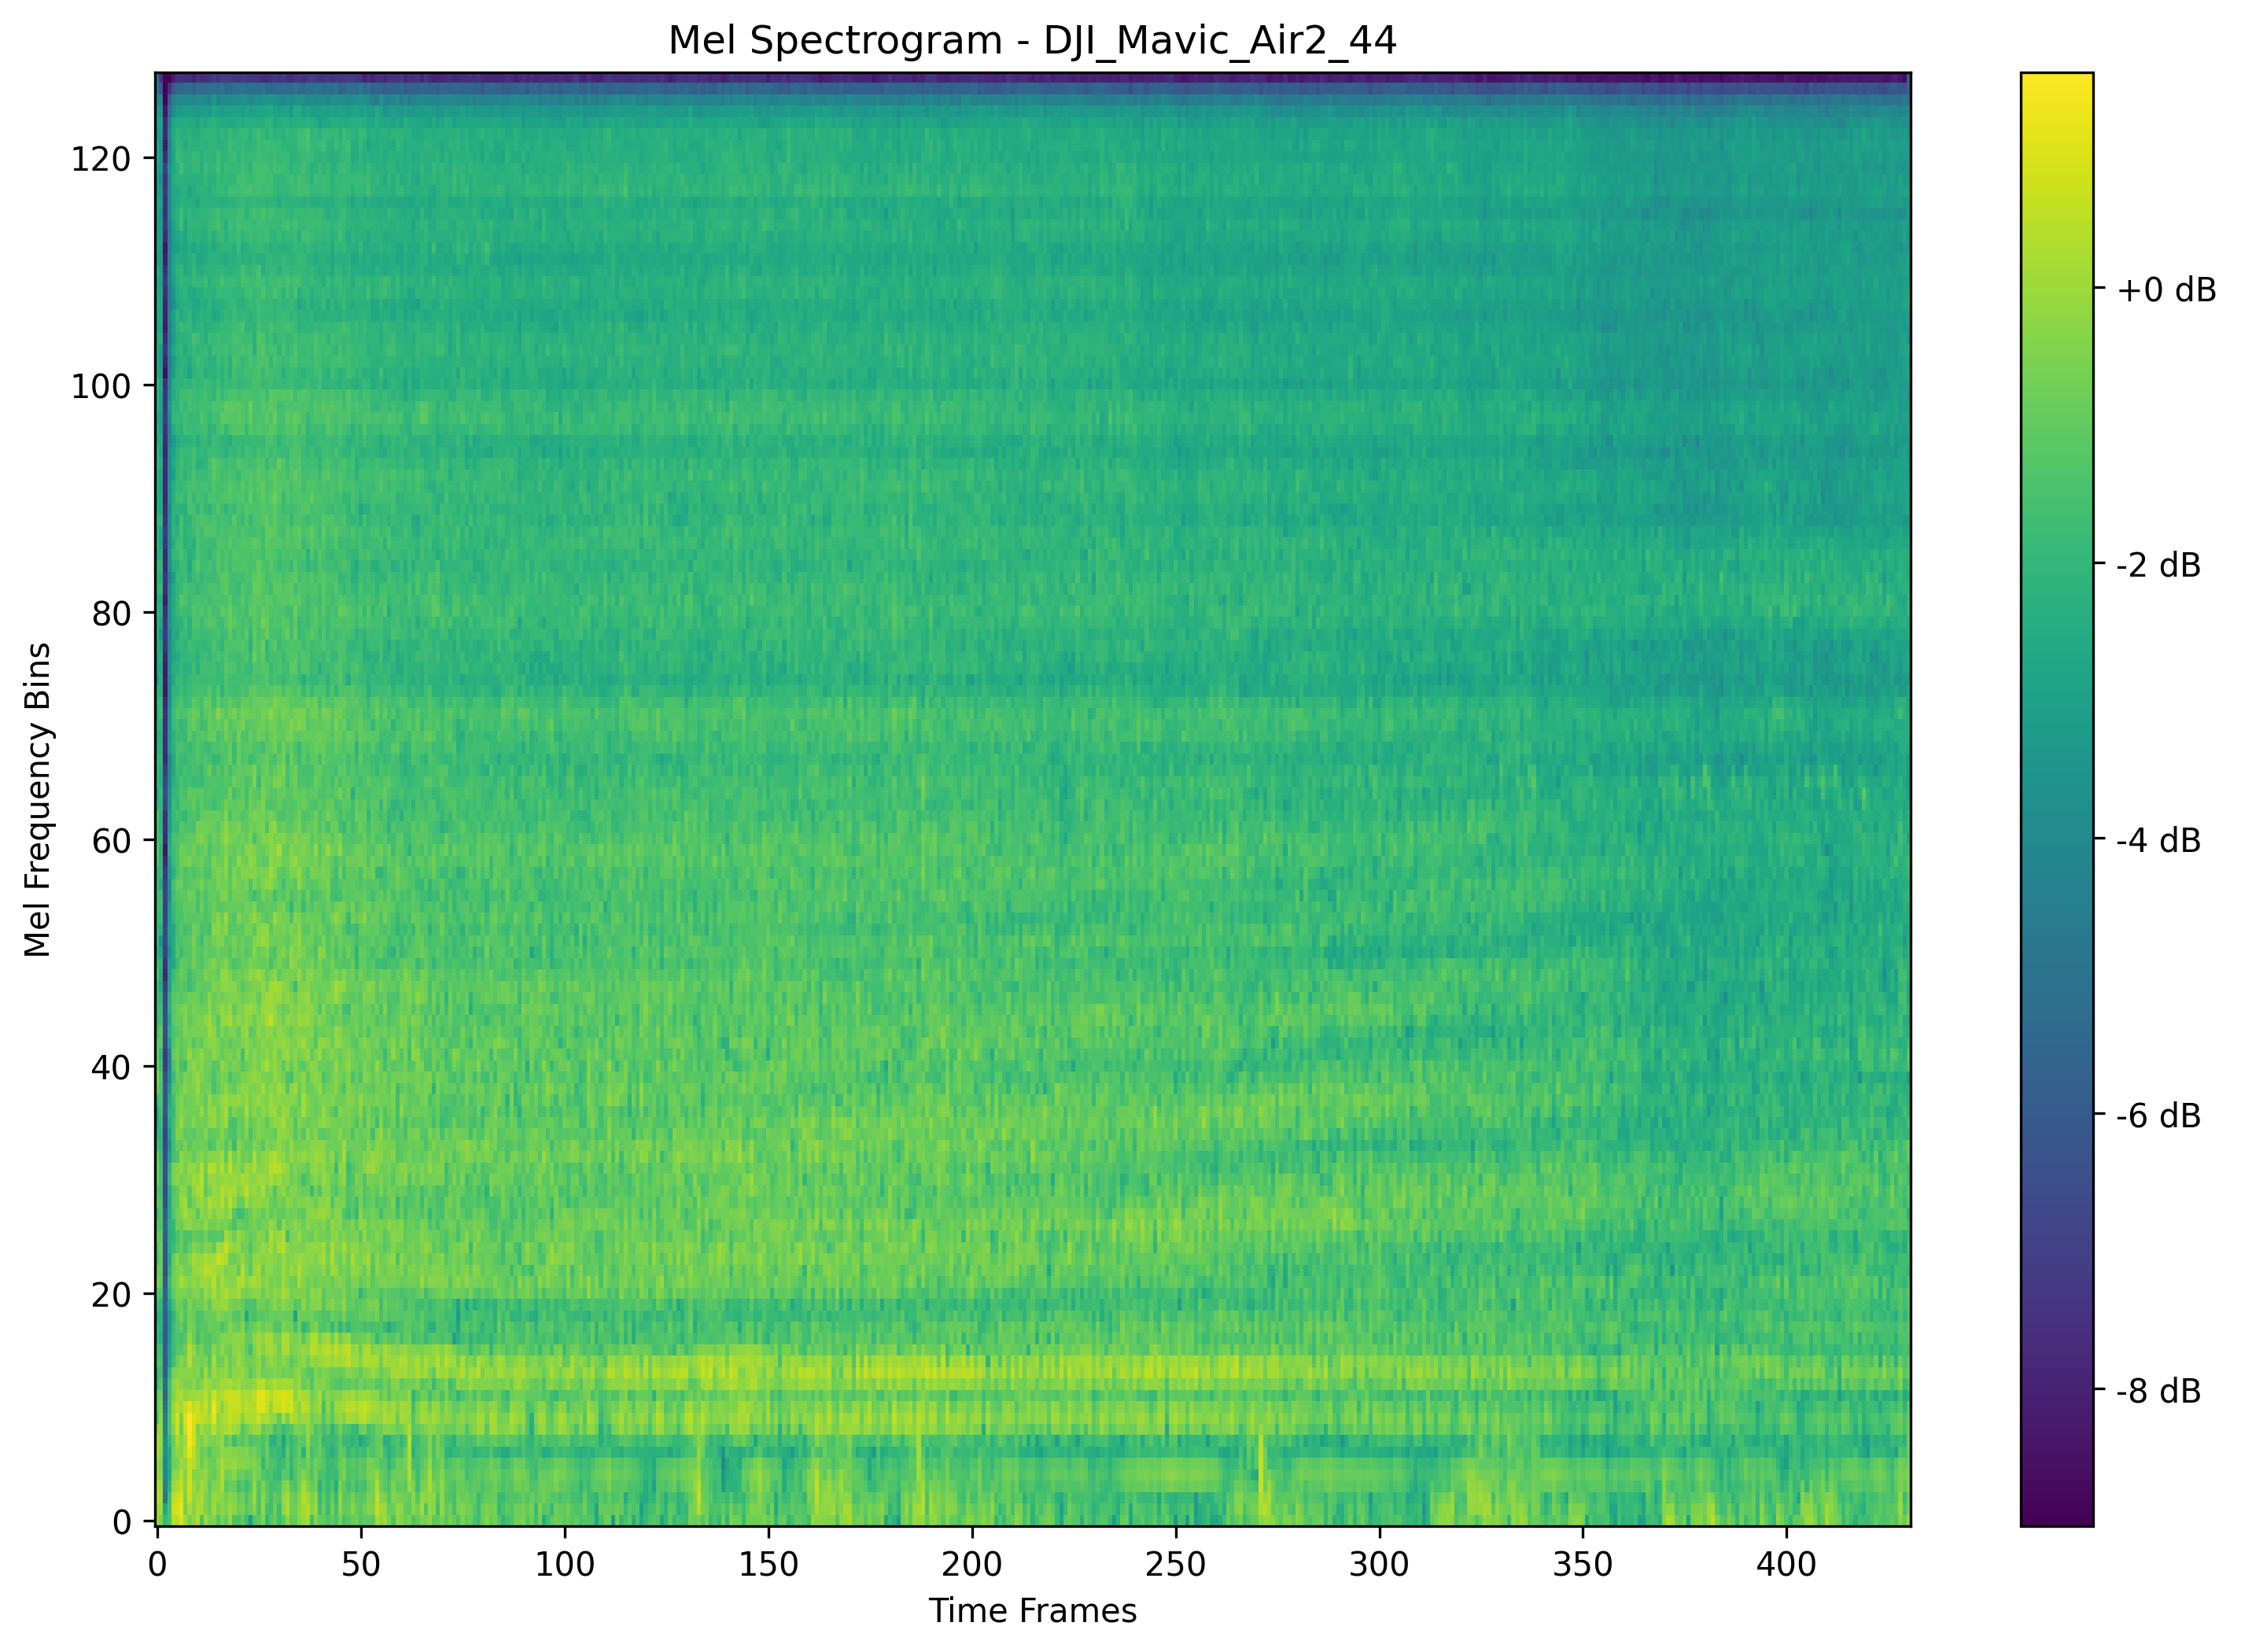 Mel Spectrogram - DJI_Mavic_Air2_44
Mel Frequency Bins
120
100
80
60
40
20
0
0 50 100 150 200 250 300 350 400
Time Frames
+0 dB
-2 dB
-4 dB
-6 dB
-8 dB